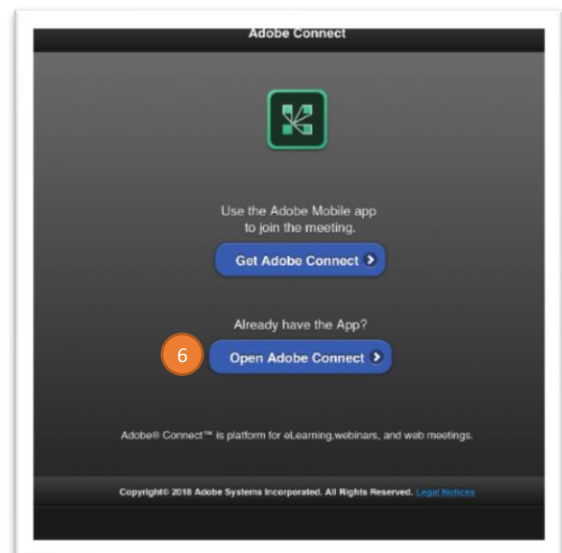 Adobe Connect
Use the Adobe Mobile app
to join the meeting.
Get Adobe Connect
Already have the App?
6
Open Adobe Connect
Adobe® Connect™ is platform for eLearning,webinars, and web meetings.
Copyright© 2018 Adobe Systems Incorporated. All Rights Reserved. Legal Notices